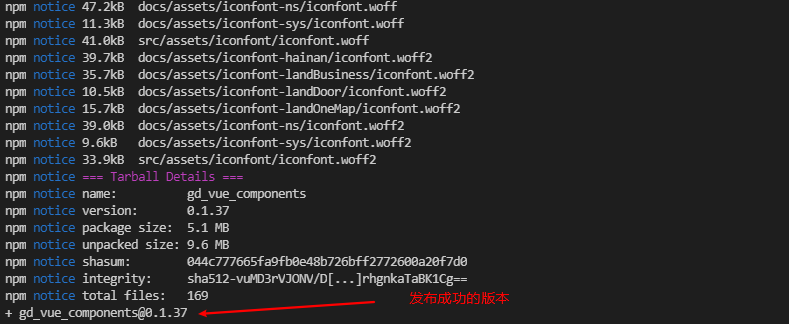 npm notice 47.2kB docs/assets/iconfont-ns/iconfont.woff
npm notice 11.3kB docs/assets/iconfont-sys/iconfont.woff
npm notice 41.0kB src/assets/iconfont/iconfont.woff
npm notice 39.7kB docs/assets/iconfont-hainan/iconfont.woff2
npm notice 35.7kB docs/assets/iconfont-landBusiness/iconfont.woff2
npm notice 10.5kB docs/assets/iconfont-landDoor/iconfont.woff2
npm notice 15.7kB docs/assets/iconfont-landOneMap/iconfont.woff2
npm notice 39.0kB docs/assets/iconfont-ns/iconfont.woff2
npm notice 9.6kB docs/assets/iconfont-sys/iconfont.woff2
npm notice 33.9kB src/assets/iconfont/iconfont.woff2
npm notice === Tarball Details ===
npm notice name: gd_vue_components
npm notice version: 0.1.37
npm notice package size: 5.1 MB
npm notice unpacked size: 9.6 MB
npm notice shasum: 044c777665fa9fb0e48b726bff2772600a20f7d0
npm notice integrity: sha512-vuMD3rVJONV/D[...]rhgnkaTaBK1Cg==
npm notice total files: 169
发布成功的版本
+ gd_vue_components@0.1.37